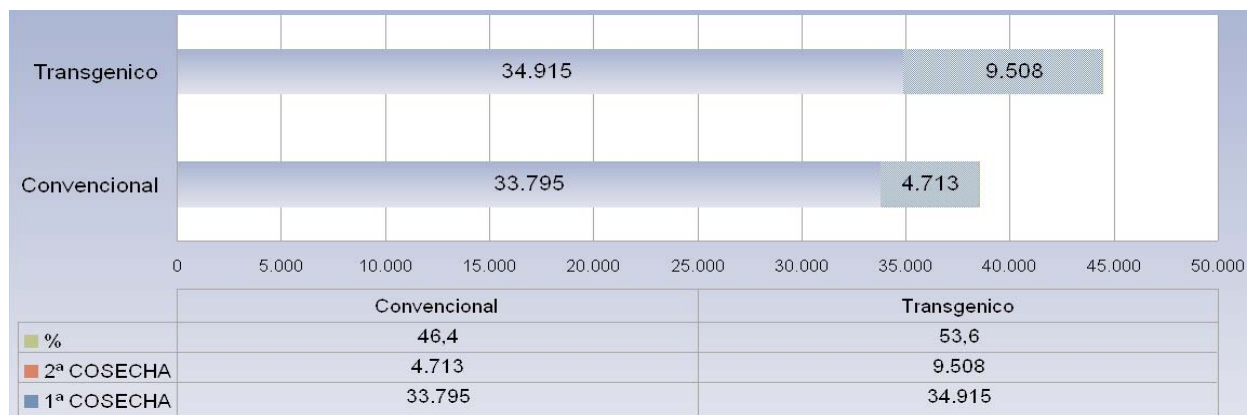 Transgenico 34.915 9.508
Convencional 33.795 4.713
0 5.000 10.000 15.000 20.000 25.000 30.000 35.000 40.000 45.000 50.000
Convencional Transgenico
% 46,4 53,6
2ª COSECHA 4.713 9.508
1ª COSECHA 33.795 34.915